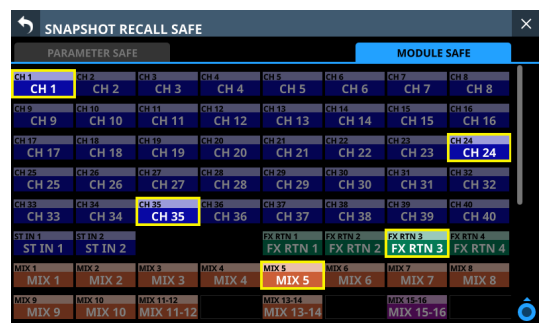 SNAPSHOT RECALL SAFE
PARAMETER SAFE MODULE SAFE
CH 1 CH 2 CH 3 CH 4 CH 5 CH 6 CH 7 CH 8
CH 1 CH 2 CH 3 CH 4 CH 5 CH 6 CH 7 CH 8
CH 9 CH 10 CH 11 CH 12 CH 13 CH 14 CH 15 CH 16
CH 9 CH 10 CH 11 CH 12 CH 13 CH 14 CH 15 CH 16
CH 17 CH 18 CH 19 CH 20 CH 21 CH 22 CH 23 CH 24
CH 17 CH 18 CH 19 CH 20 CH 21 CH 22 CH 23 CH 24
CH 25 CH 26 CH 27 CH 28 CH 29 CH 30 CH 31 CH 32
CH 25 CH 26 CH 27 CH 28 CH 29 CH 30 CH 31 CH 32
CH 33 CH 34 CH 35 CH 36 CH 37 CH 38 CH 39 CH 40
CH 33 CH 34 CH 35 CH 36 CH 37 CH 38 CH 39 CH 40
ST IN 1 ST IN 2 FX RTN 1 FX RTN 2 FX RTN 3 FX RTN 4
ST IN 1 ST IN 2 FX RTN 1 FX RTN 2 FX RTN 3 FX RTN 4
MIX 1 MIX 2 MIX 3 MIX 4 MIX 5 MIX 6 MIX 7 MIX 8
MIX 1 MIX 2 MIX 3 MIX 4 MIX 5 MIX 6 MIX 7 MIX 8
MIX 9 MIX 10 MIX 11-12 MIX 13-14 MIX 15-16
MIX 9 MIX 10 MIX 11-12 MIX 13-14 MIX 15-16